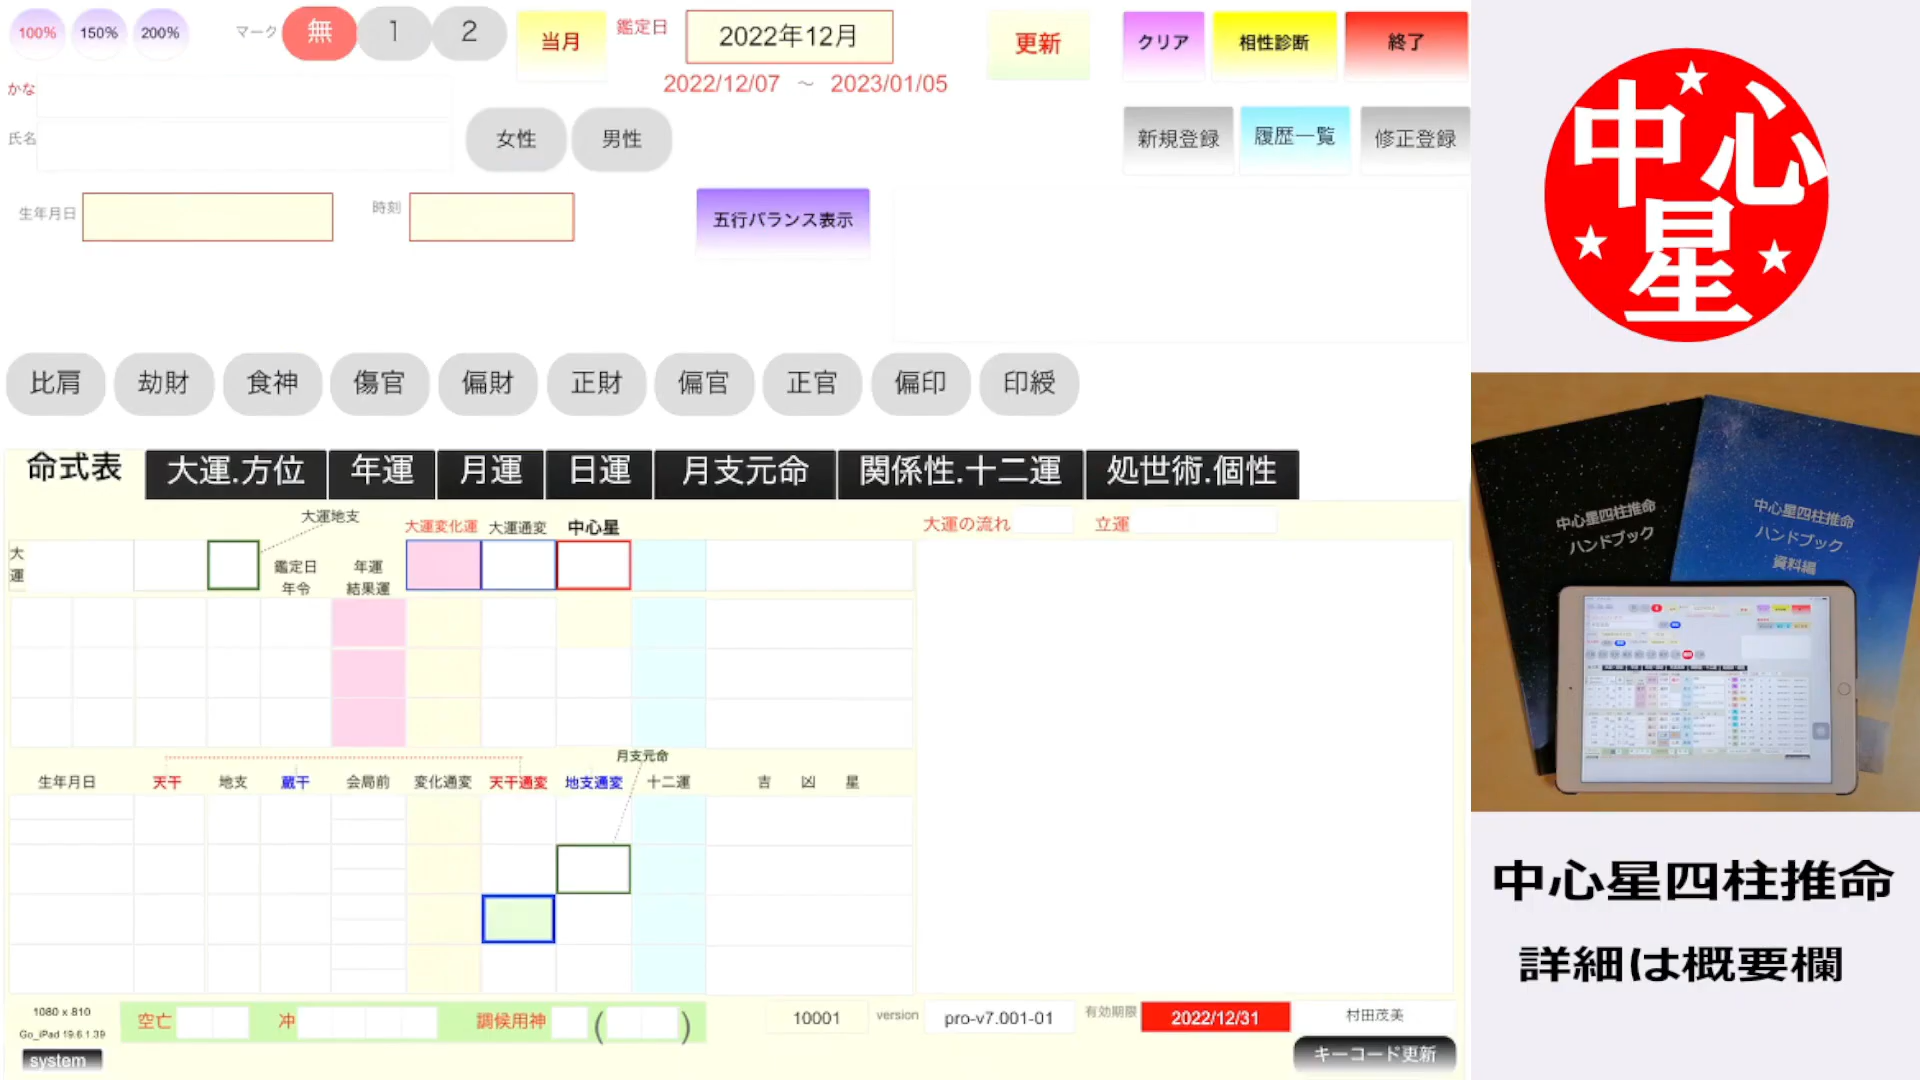 100% 150% 200% マーク 無 1 2 当月 鑑定日 2022年12月 更新 クリア 相性診断 終了
2022/12/07 ～ 2023/01/05
かな
氏名 女性 男性 新規登録 履歴一覧 修正登録
生年月日 時刻 五行バランス表示
比肩 劫財 食神 傷官 偏財 正財 偏官 正官 偏印 印綬
命式表 大運.方位 年運 月運 日運 月支元命 関係性.十二運 処世術.個性
大運地支 大運変化運 大運通変 中心星 大運の流れ 立運
大運 鑑定日年令 年運結果運
月支元命
生年月日 天干 地支 蔵干 会局前 変化通変 天干通変 地支通変 十二運 吉 凶 星
1080 x 810 空亡 冲 調候用神 ( ) 10001 version pro-v7.001-01 有効期限 2022/12/31 村田茂美
Go_iPad 19.6.1.39
system キーコード更新
中心星
中心星四柱推命
ハンドブック
中心星四柱推命
ハンドブック
資料編
中心星四柱推命
詳細は概要欄